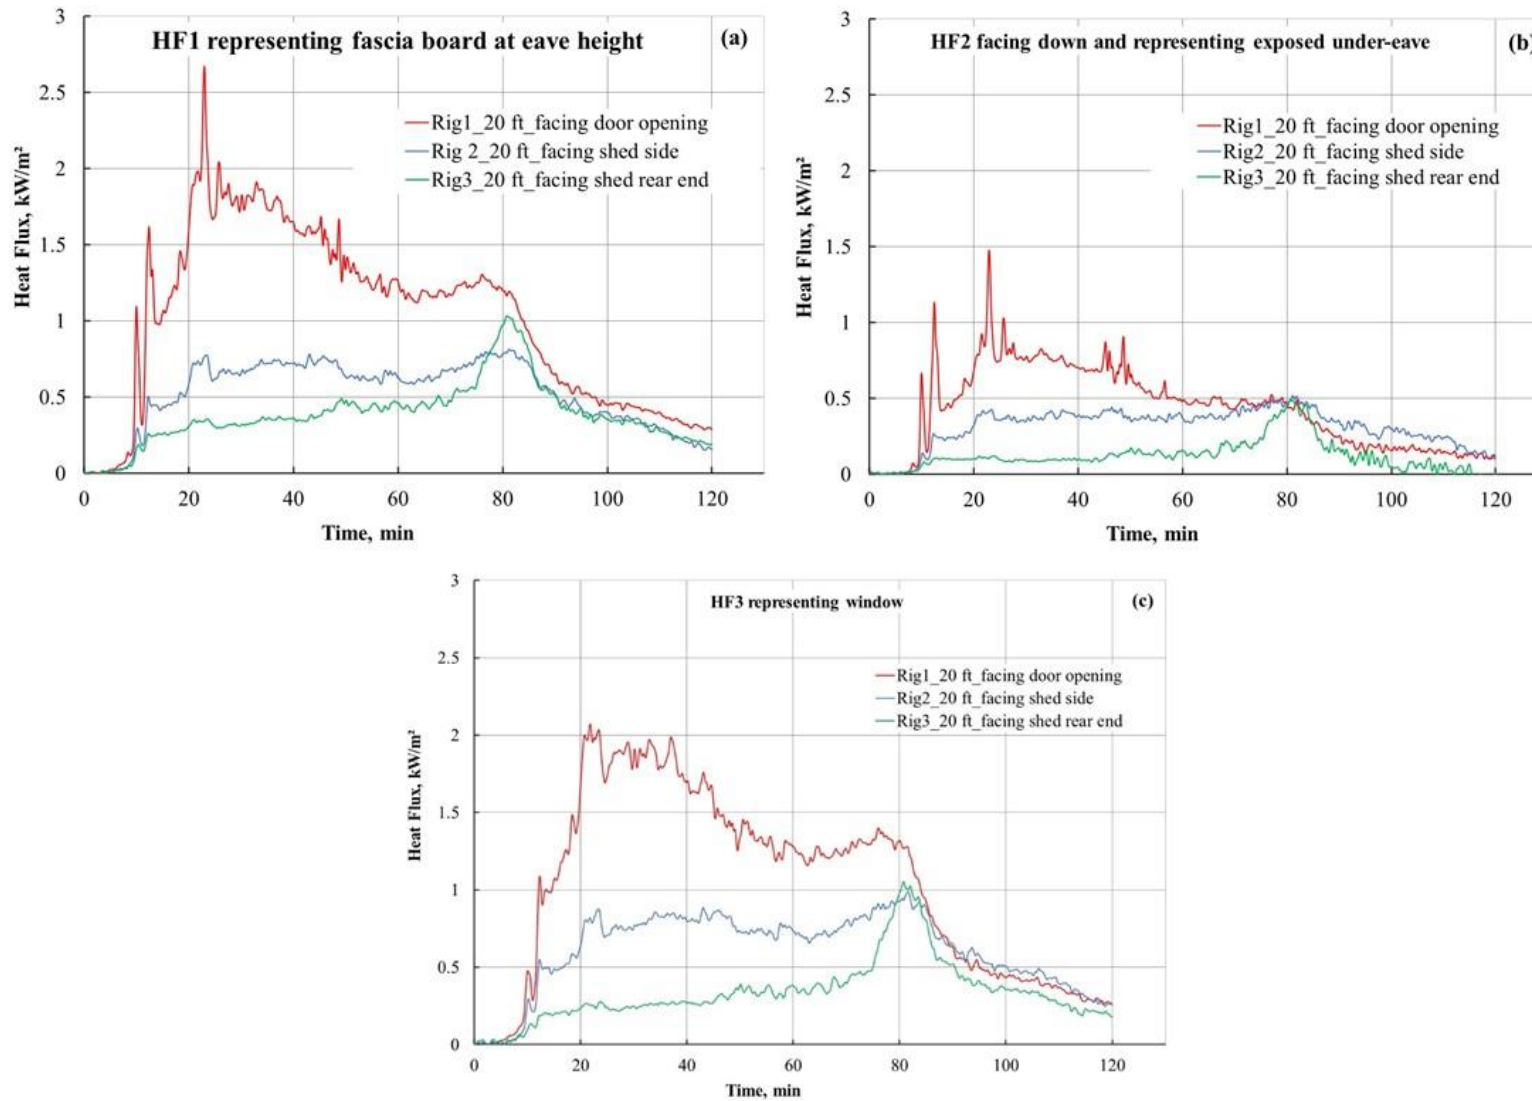 HF1 representing fascia board at eave height
(a)
Rig1_20 ft_facing door opening
Rig 2_20 ft_facing shed side
Rig3_20 ft_facing shed rear end
Heat Flux, kW/m²
3
2.5
2
1.5
1
0.5
0
0 20 40 60 80 100 120
Time, min
HF2 facing down and representing exposed under-eave
(b)
Rig1_20 ft_facing door opening
Rig2_20 ft_facing shed side
Rig3_20 ft_facing shed rear end
Heat Flux, kW/m²
3
2.5
2
1.5
1
0.5
0
0 20 40 60 80 100 120
Time, min
HF3 representing window
(c)
Rig1_20 ft_facing door opening
Rig2_20 ft_facing shed side
Rig3_20 ft_facing shed rear end
Heat Flux, kW/m²
3
2.5
2
1.5
1
0.5
0
0 20 40 60 80 100 120
Time, min